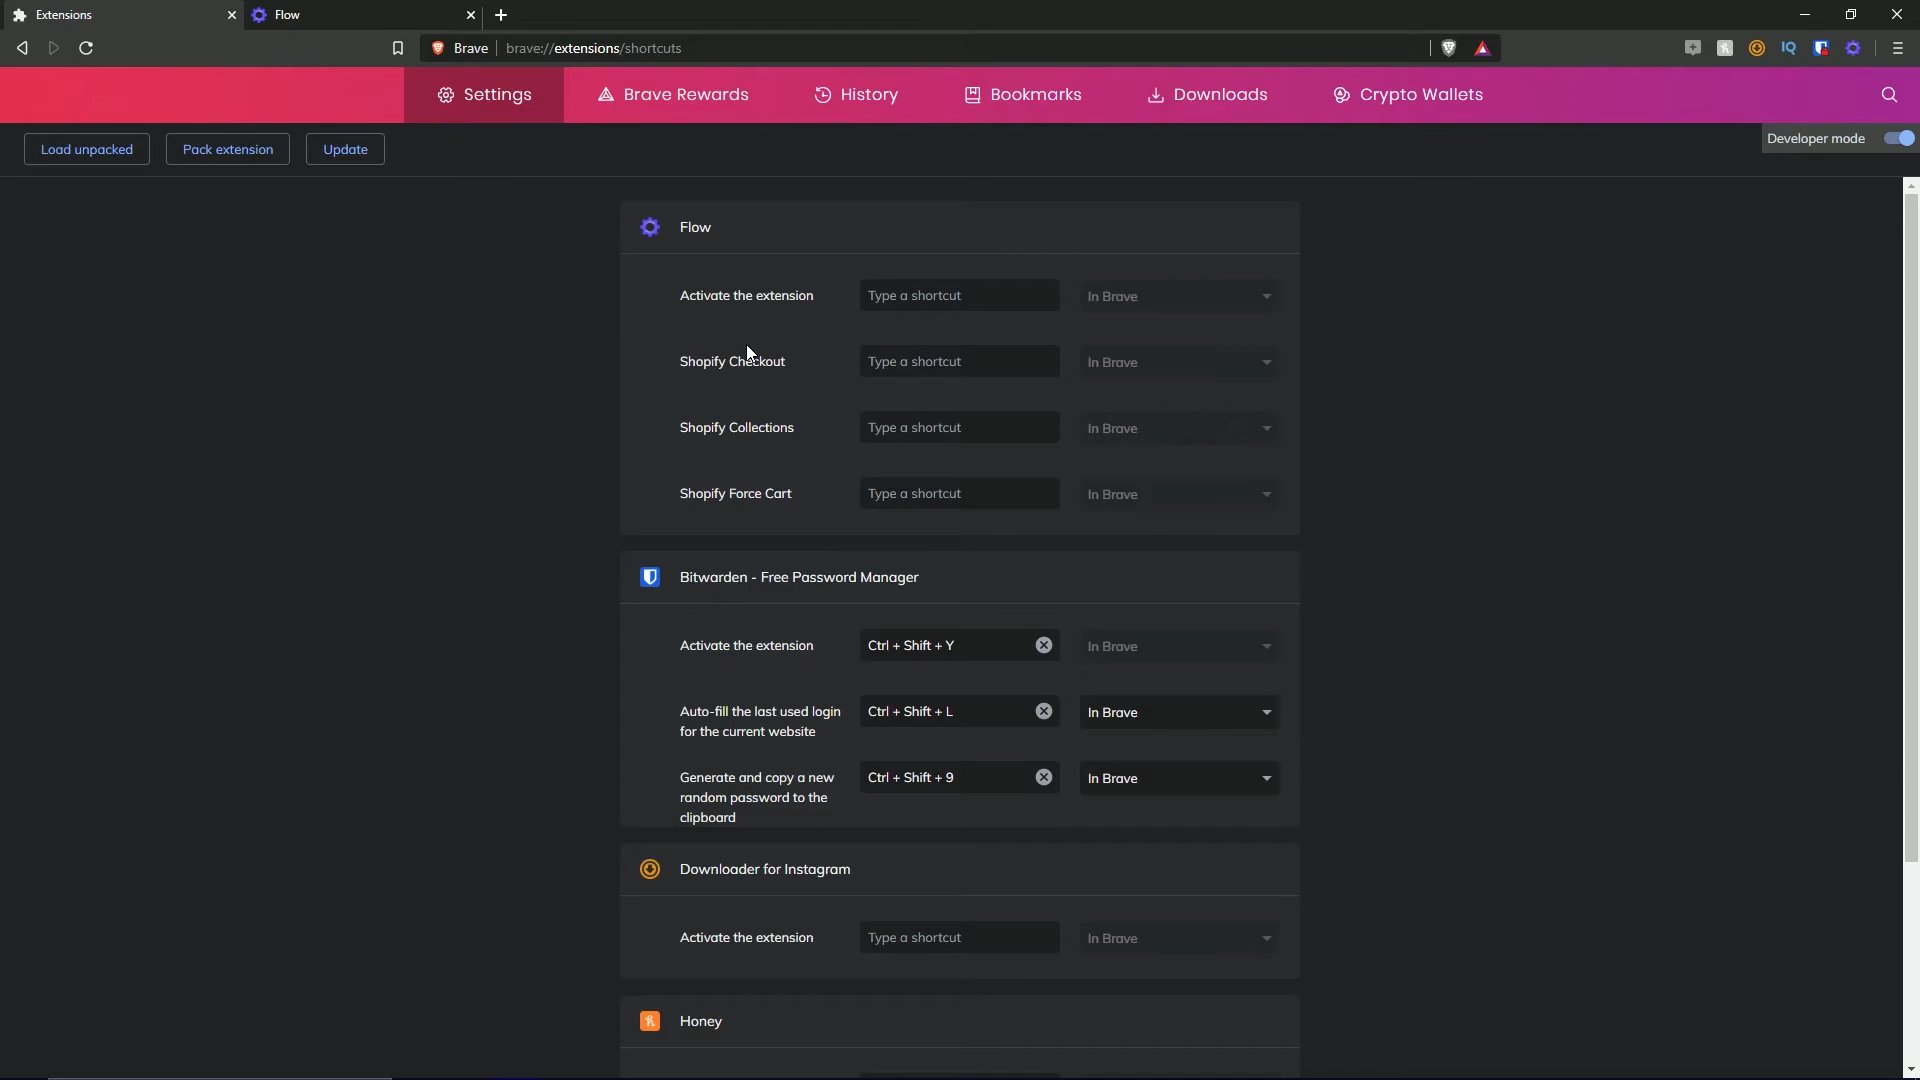 Extensions
Flow
Brave
brave://extensions/shortcuts
IQ
Settings
Brave Rewards
History
Bookmarks
Downloads
Crypto Wallets
Load unpacked
Pack extension
Update
Developer mode
Flow
Activate the extension
Type a shortcut
In Brave
Shopify Checkout
Type a shortcut
In Brave
Shopify Collections
Type a shortcut
In Brave
Shopify Force Cart
Type a shortcut
In Brave
Bitwarden - Free Password Manager
Activate the extension
Ctrl + Shift + Y
In Brave
Auto-fill the last used login
for the current website
Ctrl + Shift + L
In Brave
Generate and copy a new
random password to the
clipboard
Ctrl + Shift + 9
In Brave
Downloader for Instagram
Activate the extension
Type a shortcut
In Brave
Honey